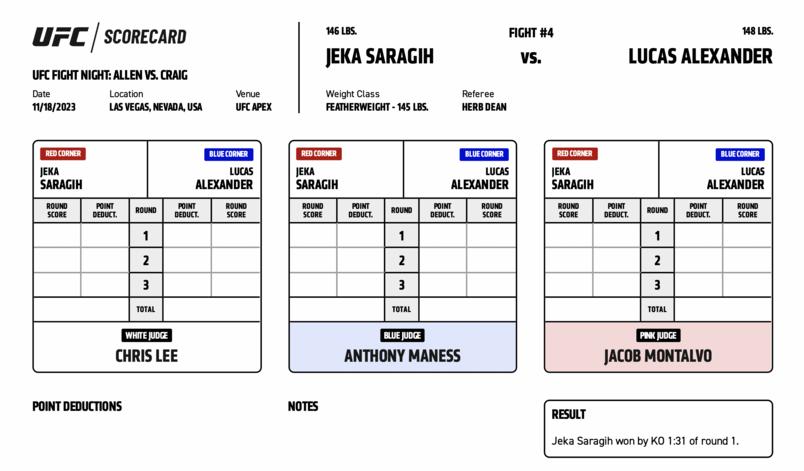 UFC SCORECARD
UFC FIGHT NIGHT: ALLEN VS. CRAIG
Date Location Venue
11/18/2023 LAS VEGAS, NEVADA, USA UFC APEX
146 LBS. FIGHT #4 148 LBS.
JEKA SARAGIH vs. LUCAS ALEXANDER
Weight Class Referee
FEATHERWEIGHT - 145 LBS. HERB DEAN
RED CORNER BLUE CORNER
JEKA LUCAS
SARAGIH ALEXANDER
ROUND POINT ROUND POINT ROUND
SCORE DEDUCT. DEDUCT. SCORE
1
2
3
TOTAL
WHITE JUDGE
CHRIS LEE
RED CORNER BLUE CORNER
JEKA LUCAS
SARAGIH ALEXANDER
ROUND POINT ROUND POINT ROUND
SCORE DEDUCT. DEDUCT. SCORE
1
2
3
TOTAL
BLUE JUDGE
ANTHONY MANESS
RED CORNER BLUE CORNER
JEKA LUCAS
SARAGIH ALEXANDER
ROUND POINT ROUND POINT ROUND
SCORE DEDUCT. DEDUCT. SCORE
1
2
3
TOTAL
PINK JUDGE
JACOB MONTALVO
POINT DEDUCTIONS
NOTES
RESULT
Jeka Saragih won by KO 1:31 of round 1.